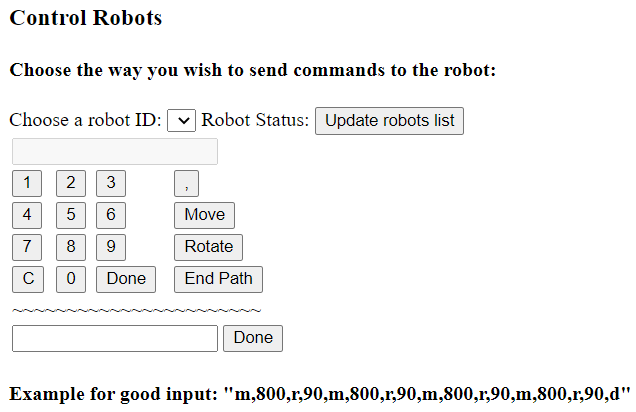 Control Robots
Choose the way you wish to send commands to the robot:
Choose a robot ID: Robot Status: Update robots list
1 2 3 ,
4 5 6 Move
7 8 9 Rotate
C 0 Done End Path
~~~~~~~~~~~~~~~~~~~~~~~
Done
Example for good input: "m,800,r,90,m,800,r,90,m,800,r,90,m,800,r,90,d"